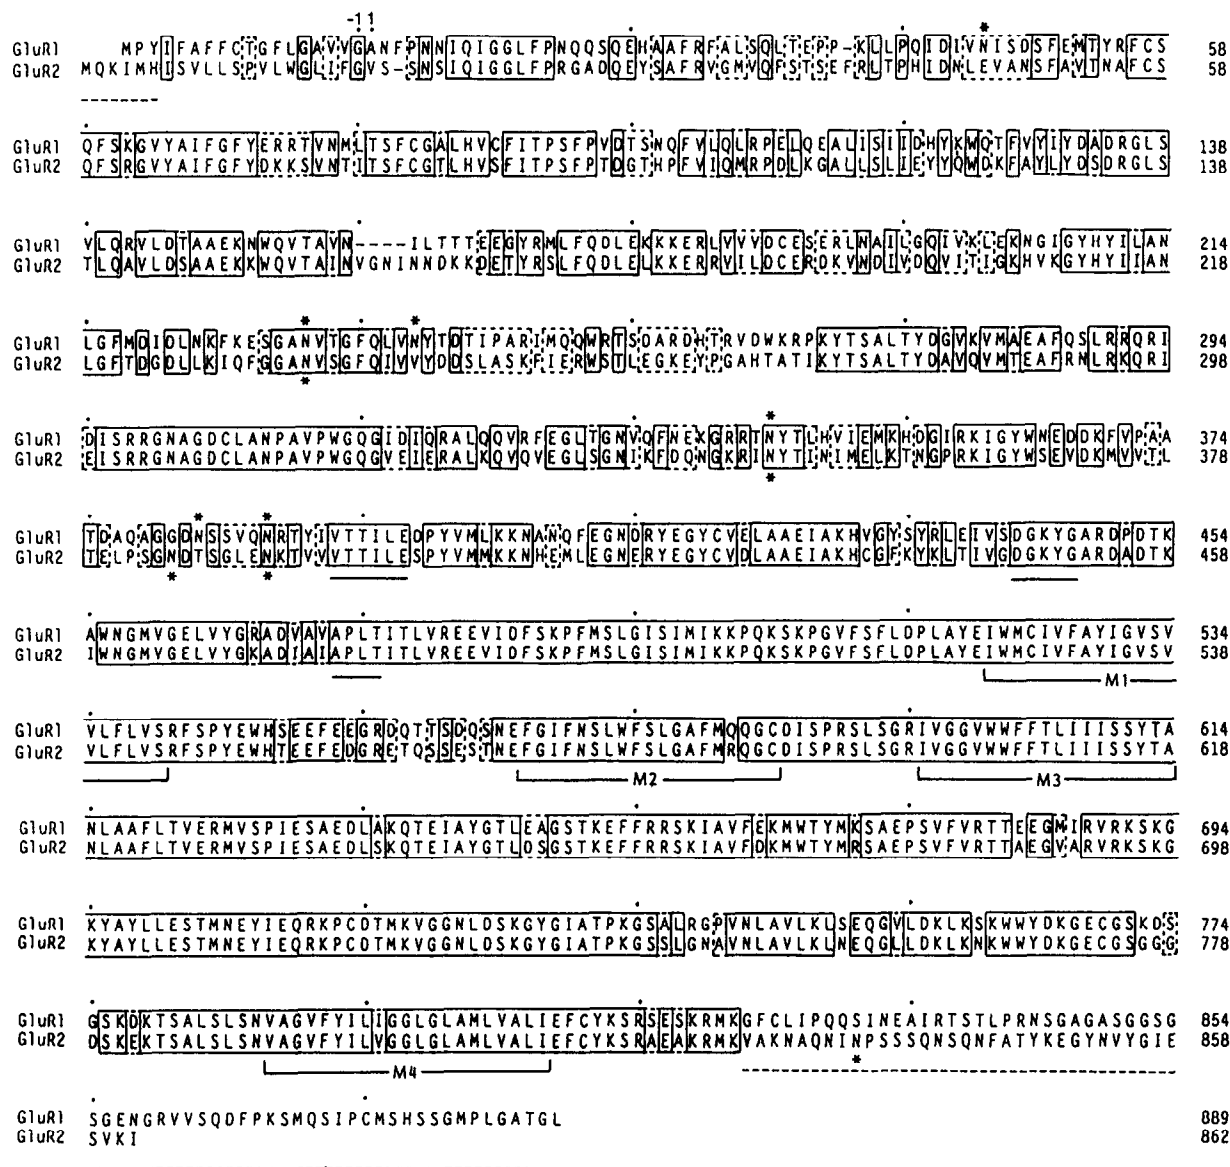 -1 1
GluR1 MPYIFAFFCTGFLGAVVGANFPNNIQIGGLFPNQQSQEHAAFRFALSQLTEPP-KLLPQIDIVNISDSFEMTYRFCS 58
GluR2 MQKIMHISVLLSPVLWGLIFGVS-SNSIQIGGLFPRGADQEYSAFRVGMVQFSTSEFRLTPHIDNLEVANSFAVTNAFCS 58
GluR1 QFSKGVYAIFGFYERRTVNMLTSFCGALHVCFITPSFPVDTSNQFVLQLRPELQEALISIIDHYKWQTFVYIYDADRGLS 138
GluR2 QFSRGVYAIFGFYDKKSVNTITSFCGTLHVSFITPSFPTDGTHPFVIQMRPDLKGALLSLIEYYQWDKFAYLYDSDRGLS 138
GluR1 VLQRVLDTAAEKNWQVTAVN----ILTTTEEGYRMLFQDLEKKKERLVVVDCESERLNAILGQIVKLEKNGIGYHYILAN 214
GluR2 TLQAVLDSAAEKKWQVTAINVGNINNDKKDETYRSLFQDLELKKERRVILDCERDKVNDIVDQVITIGKHVKGYHYIIAN 218
GluR1 LGFMDIDLNKFKESGANVTGFQLVNYTDTIPARIMQQWRTSDARDHTRVDWKRPKYTSALTYDGVKVMAEAFQSLRRQRI 294
GluR2 LGFTDGDLLKIQFGGANVSGFQIVVYDDSLASKFIERWSTLEGKEYPGAHTATIKYTSALTYDAVQVMTEAFRNLRKQRI 298
GluR1 DISRRGNAGDCLANPAVPWGQGIDIQRALQQVRFEGLTGNVQFNEKGRRTNYTLHVIEMKHDGIRKIGYWNEDDKFVPAA 374
GluR2 EISRRGNAGDCLANPAVPWGQGVEIERALKQVQVEGLSGNIKFDQNGKRINYTINIMELKTNGPRKIGYWSEVDKMVVTL 378
GluR1 TDAQAGGDNSSVQNRTYIVTTILEDPYVMLKKNANQFEGNDRYEGYCVELAAEIAKHVGYSYRLEIVSDGKYGARDPDTK 454
GluR2 TELPSGNDTSGLENKTVVVTTILESPYVMMKKNHEMLEGNERYEGYCVDLAAEIAKHCGFKYKLTIVGDGKYGARDADTK 458
GluR1 AWNGMVGELVYGRADVAVAPLTITLVREEVIDFSKPFMSLGISIMIKKPQKSKPGVFSFLDPLAYEIWMCIVFAYIGVSV 534
GluR2 IWNGMVGELVYGKADIAIAPLTITLVREEVIDFSKPFMSLGISIMIKKPQKSKPGVFSFLDPLAYEIWMCIVFAYIGVSV 538
M1
GluR1 VLFLVSRFSPYEWHSEEFEEGRDQTTSDQSNEFGIFNSLWFSLGAFMQQGCDISPRSLSGRIVGGVWWFFTLIIISSYTA 614
GluR2 VLFLVSRFSPYEWHTEEFEDGRETQSSESTNEFGIFNSLWFSLGAFMRQGCDISPRSLSGRIVGGVWWFFTLIIISSYTA 618
M2 M3
GluR1 NLAAFLTVERMVSPIESAEDLAKQTEIAYGTLEAGSTKEFFRRSKIAVFEKMWTYMKSAEPSVFVRTTEEGMIRVRKSKG 694
GluR2 NLAAFLTVERMVSPIESAEDLSKQTEIAYGTLDSGSTKEFFRRSKIAVFDKMWTYMRSAEPSVFVRTTAEGVARVRKSKG 698
GluR1 KYAYLLESTMNEYIEQRKPCDTMKVGGNLDSKGYGIATPKGSALRGPVNLAVLKLSEQGVLDKLKSKWWYDKGECGSKDS 774
GluR2 KYAYLLESTMNEYIEQRKPCDTMKVGGNLDSKGYGIATPKGSSLGNAVNLAVLKLNEQGLLDKLKNKWWYDKGECGSGGG 778
GluR1 GSKDKTSALSLSNVAGVFYILIGGLGLAMLVALIEFCYKSRSESKRMKGFCLIPQQSINEAIRTSTLPRNSGAGASGGSG 854
GluR2 DSKEKTSALSLSNVAGVFYILVGGLGLAMLVALIEFCYKSRAEAKRMKVAKNAQNINPSSSQNSQNFATYKEGYNVYGIE 858
M4
GluR1 SGENGRVVSQDFPKSMQSIPCMSHSSGMPLGATGL 889
GluR2 SVKI 862